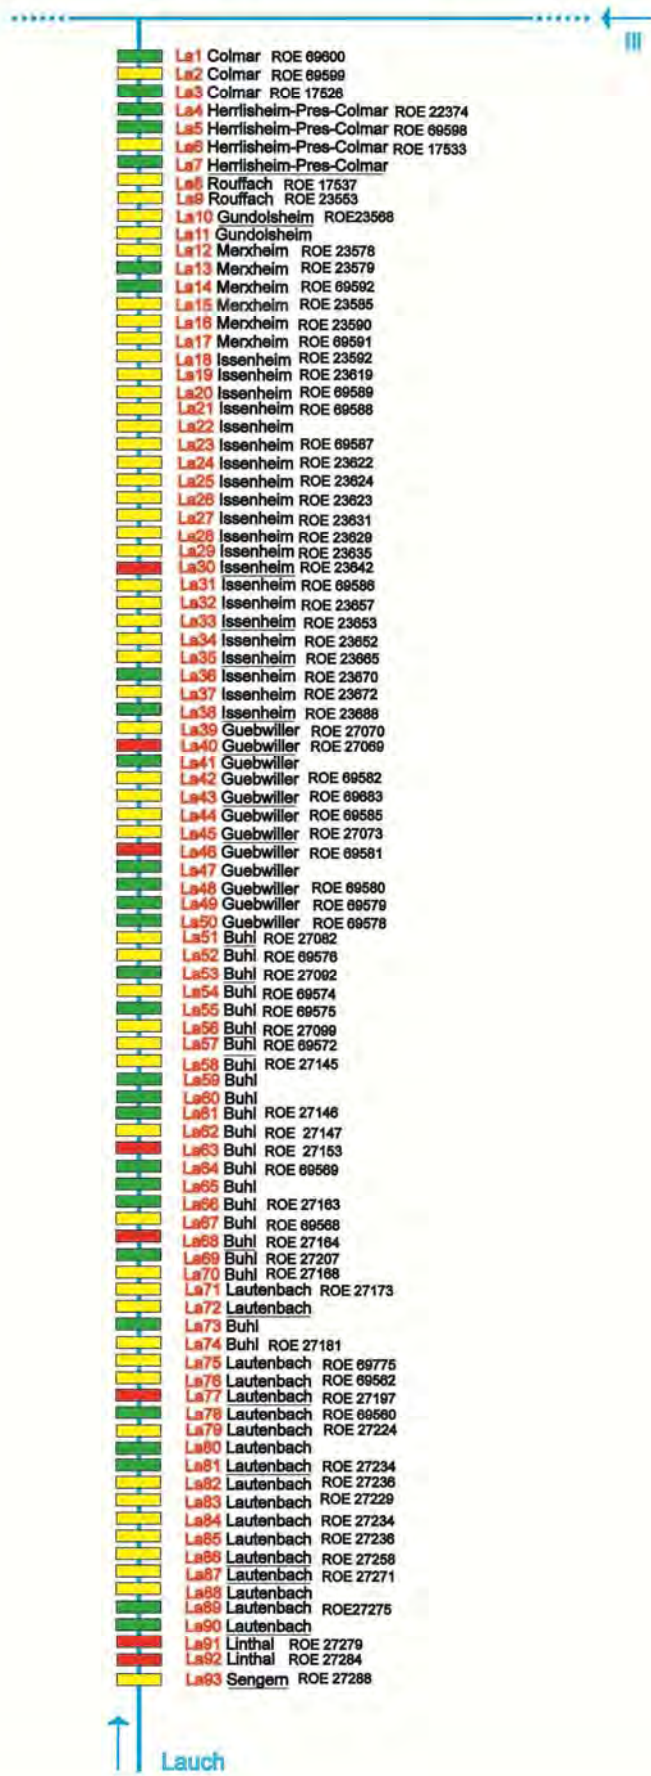 Ill
La1 Colmar ROE 69600
La2 Colmar ROE 69599
La3 Colmar ROE 17526
La4 Herrlisheim-Pres-Colmar ROE 22374
La5 Herrlisheim-Pres-Colmar ROE 69598
La6 Herrlisheim-Pres-Colmar ROE 17533
La7 Herrlisheim-Pres-Colmar
La8 Rouffach ROE 17537
La9 Rouffach ROE 23553
La10 Gundolsheim ROE23568
La11 Gundolsheim
La12 Merxheim ROE 23578
La13 Merxheim ROE 23579
La14 Merxheim ROE 69592
La15 Merxheim ROE 23585
La16 Merxheim ROE 23590
La17 Merxheim ROE 69591
La18 Issenheim ROE 23592
La19 Issenheim ROE 23619
La20 Issenheim ROE 69589
La21 Issenheim ROE 69588
La22 Issenheim
La23 Issenheim ROE 69587
La24 Issenheim ROE 23622
La25 Issenheim ROE 23624
La26 Issenheim ROE 23623
La27 Issenheim ROE 23631
La28 Issenheim ROE 23629
La29 Issenheim ROE 23635
La30 Issenheim ROE 23642
La31 Issenheim ROE 69586
La32 Issenheim ROE 23657
La33 Issenheim ROE 23653
La34 Issenheim ROE 23652
La35 Issenheim ROE 23665
La36 Issenheim ROE 23670
La37 Issenheim ROE 23672
La38 Issenheim ROE 23688
La39 Guebwiller ROE 27070
La40 Guebwiller ROE 27069
La41 Guebwiller
La42 Guebwiller ROE 69582
La43 Guebwiller ROE 69683
La44 Guebwiller ROE 69585
La45 Guebwiller ROE 27073
La46 Guebwiller ROE 69581
La47 Guebwiller
La48 Guebwiller ROE 69580
La49 Guebwiller ROE 69579
La50 Guebwiller ROE 69578
La51 Buhl ROE 27082
La52 Buhl ROE 69576
La53 Buhl ROE 27092
La54 Buhl ROE 69574
La55 Buhl ROE 69575
La56 Buhl ROE 27099
La57 Buhl ROE 69572
La58 Buhl ROE 27145
La59 Buhl
La60 Buhl
La61 Buhl ROE 27146
La62 Buhl ROE 27147
La63 Buhl ROE 27153
La64 Buhl ROE 69569
La65 Buhl
La66 Buhl ROE 27163
La67 Buhl ROE 69568
La68 Buhl ROE 27164
La69 Buhl ROE 27207
La70 Buhl ROE 27168
La71 Lautenbach ROE 27173
La72 Lautenbach
La73 Buhl
La74 Buhl ROE 27181
La75 Lautenbach ROE 69775
La76 Lautenbach ROE 69562
La77 Lautenbach ROE 27197
La78 Lautenbach ROE 69560
La79 Lautenbach ROE 27224
La80 Lautenbach
La81 Lautenbach ROE 27234
La82 Lautenbach ROE 27236
La83 Lautenbach ROE 27229
La84 Lautenbach ROE 27234
La85 Lautenbach ROE 27236
La86 Lautenbach ROE 27258
La87 Lautenbach ROE 27271
La88 Lautenbach
La89 Lautenbach ROE27275
La90 Lautenbach
La91 Linthal ROE 27279
La92 Linthal ROE 27284
La93 Sengern ROE 27288
Lauch